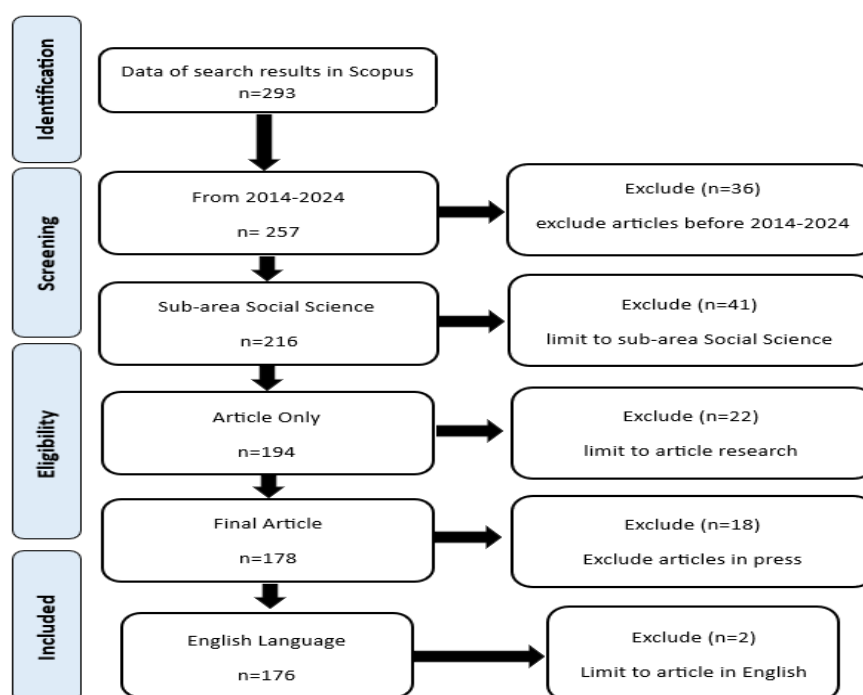 Identification
Data of search results in Scopus
n=293
Screening
From 2014-2024
n= 257
Exclude (n=36)
exclude articles before 2014-2024
Sub-area Social Science
n=216
Exclude (n=41)
limit to sub-area Social Science
Eligibility
Article Only
n=194
Exclude (n=22)
limit to article research
Final Article
n=178
Exclude (n=18)
Exclude articles in press
Included
English Language
n=176
Exclude (n=2)
Limit to article in English